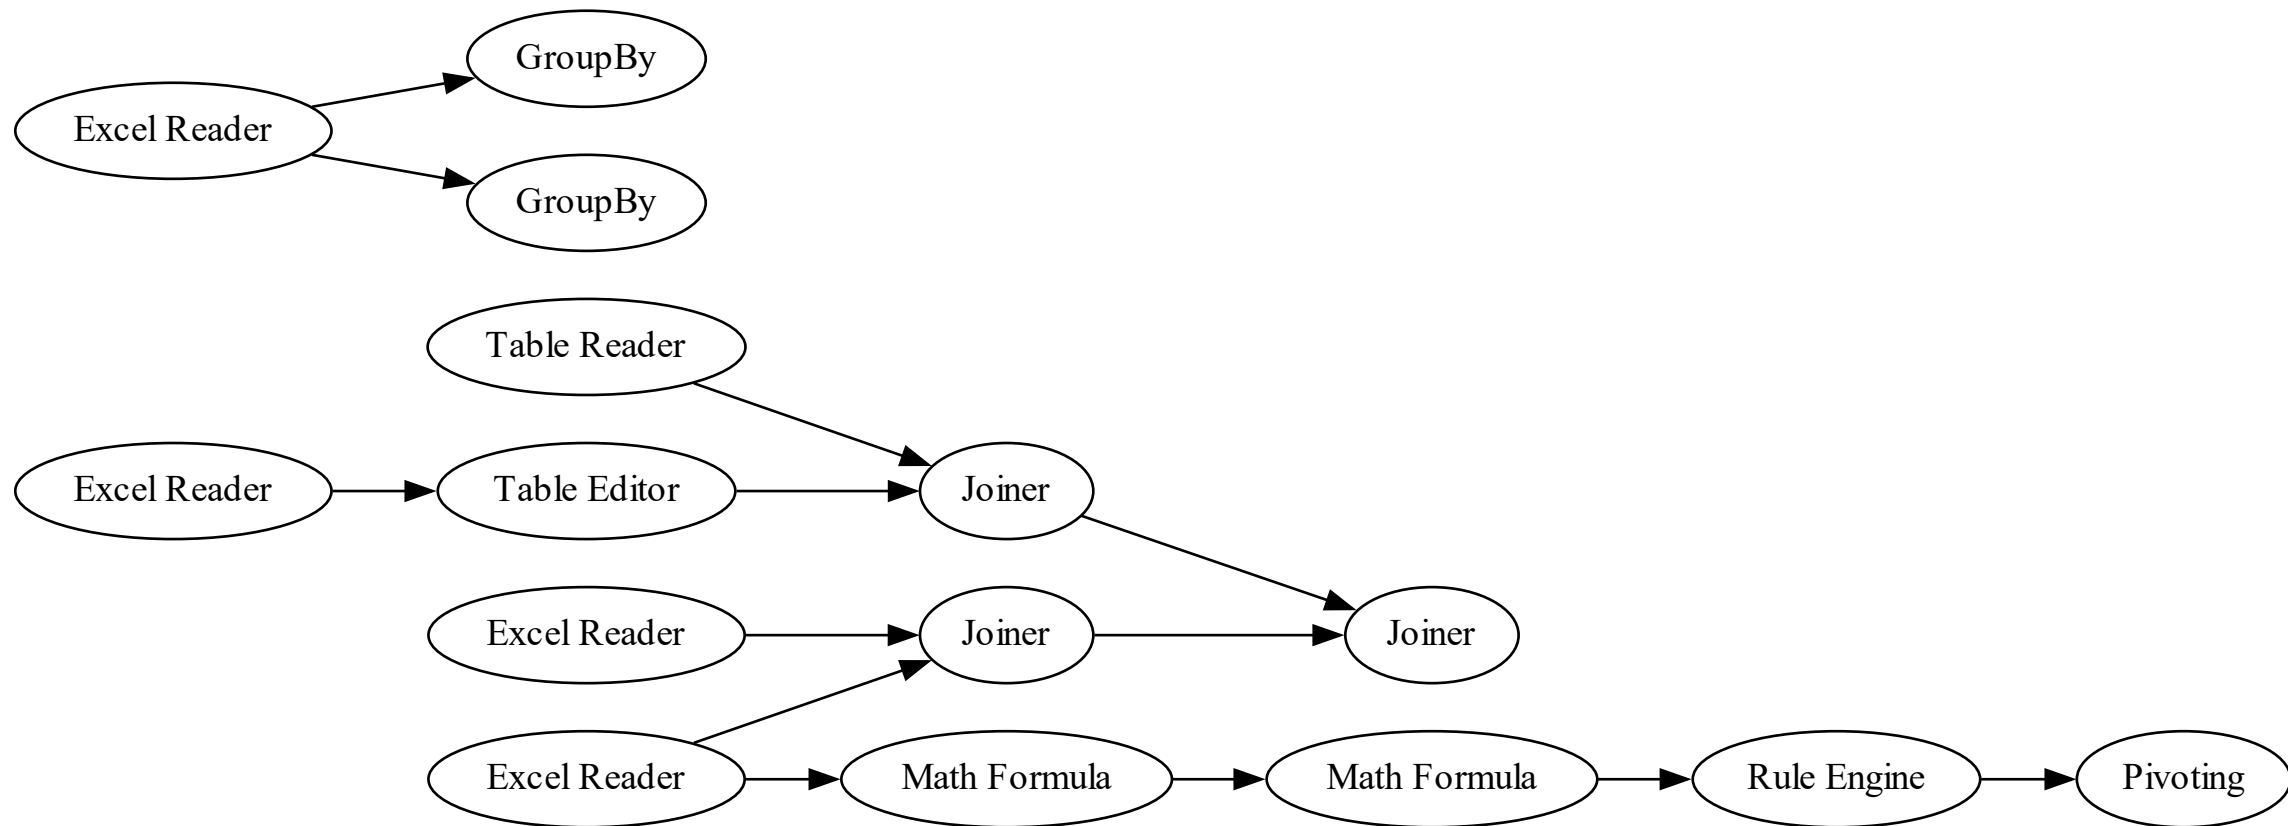 GroupBy
Excel Reader
GroupBy
Table Reader
Excel Reader
Table Editor
Joiner
Excel Reader
Joiner
Joiner
Excel Reader
Math Formula
Math Formula
Rule Engine
Pivoting